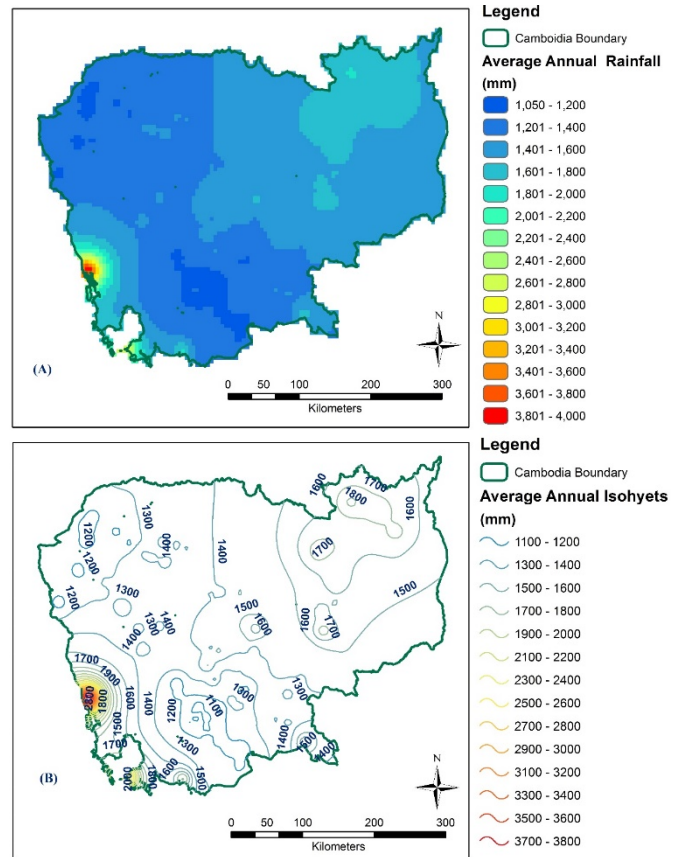 Legend
Camboidia Boundary
Average Annual Rainfall
(mm)
1,050 - 1,200
1,201 - 1,400
1,401 - 1,600
1,601 - 1,800
1,801 - 2,000
2,001 - 2,200
2,201 - 2,400
2,401 - 2,600
2,601 - 2,800
2,801 - 3,000
3,001 - 3,200
3,201 - 3,400
3,401 - 3,600
3,601 - 3,800
3,801 - 4,000
N
(A)
0 50 100 200 300
Kilometers
Legend
Cambodia Boundary
Average Annual Isohyets
(mm)
1100 - 1200
1300 - 1400
1500 - 1600
1700 - 1800
1900 - 2000
2100 - 2200
2300 - 2400
2500 - 2600
2700 - 2800
2900 - 3000
3100 - 3200
3300 - 3400
3500 - 3600
3700 - 3800
1600
1700
1800
1600
1300
1200
1400
1400
1700
1200
1200
1300
1500
1500
1300
1400
1600
1600
1700
1400
1700
1900
1300
1300
2800
1800
1600
1400
1200
1100
1500
1400
1700
1300
1400
2000
1800
1600
1500
N
(B)
0 50 100 200 300
Kilometers